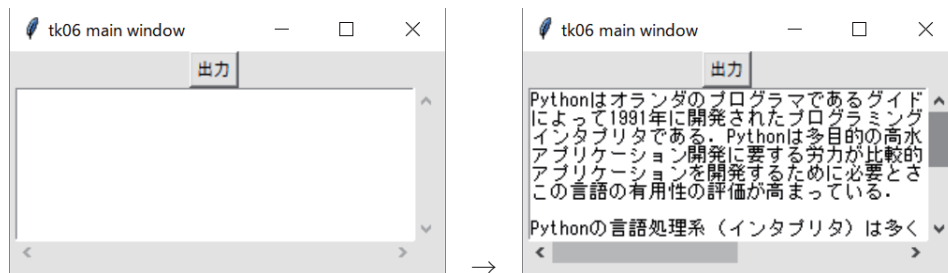 tk06 main window
出力
→
tk06 main window
出力
Pythonはオランダのプログラマであるグイド
によって1991年に開発されたプログラミング
インタプリタである．Pythonは多目的の高水
アプリケーション開発に要する労力が比較的
アプリケーションを開発するために必要とさ
この言語の有用性の評価が高まっている．
Pythonの言語処理系（インタプリタ）は多く